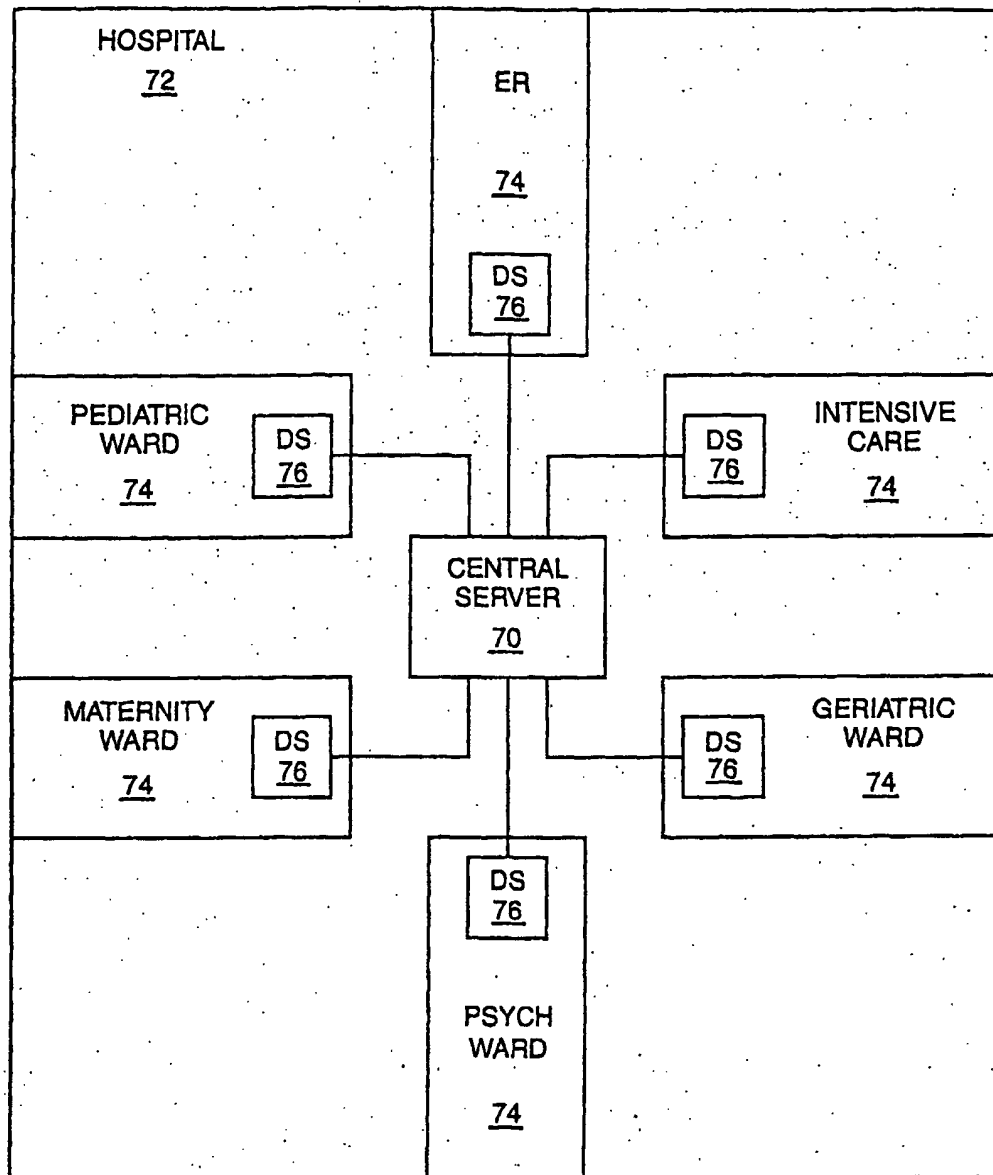 HOSPITAL
72
ER
74
DS
76
PEDIATRIC
WARD
74
DS
76
INTENSIVE
CARE
74
DS
76
CENTRAL
SERVER
70
MATERNITY
WARD
74
DS
76
GERIATRIC
WARD
74
DS
76
DS
76
PSYCH
WARD
74